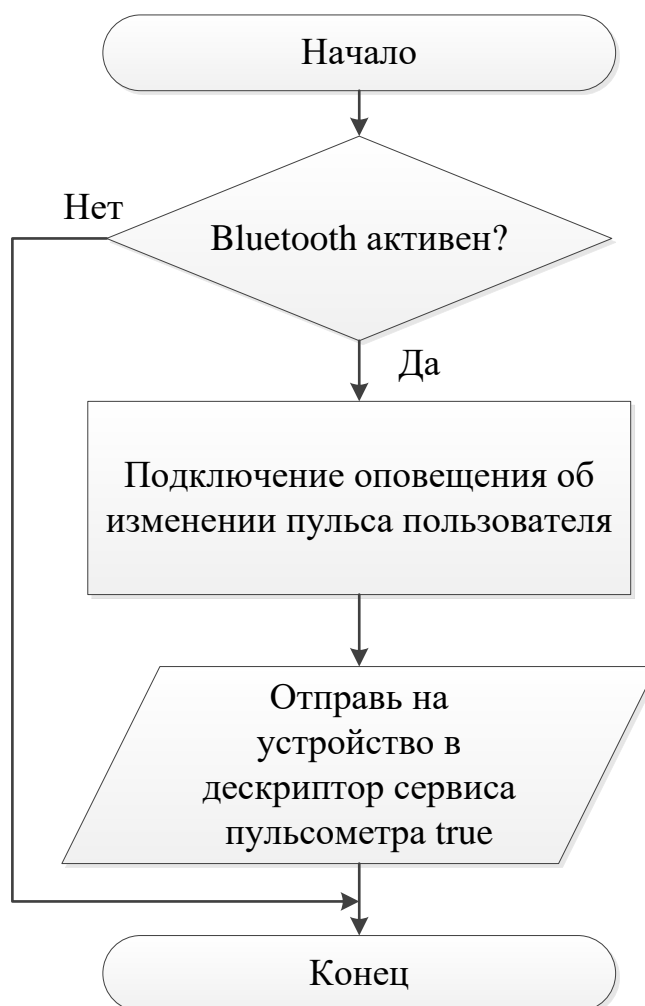 Начало
Нет
Bluetooth активен?
Да
Подключение оповещения об
изменении пульса пользователя
Отправь на
устройство в
дескриптор сервиса
пульсометра true
Конец